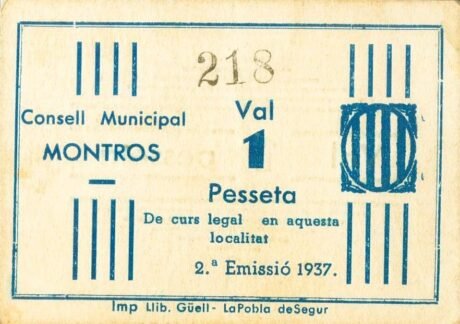 218
Consell Municipal
MONTROS
Val
1
Pesseta
De curs legal en aquesta
localitat
2.ª Emissió 1937.
Imp Llib. Güell - LaPobla deSegur